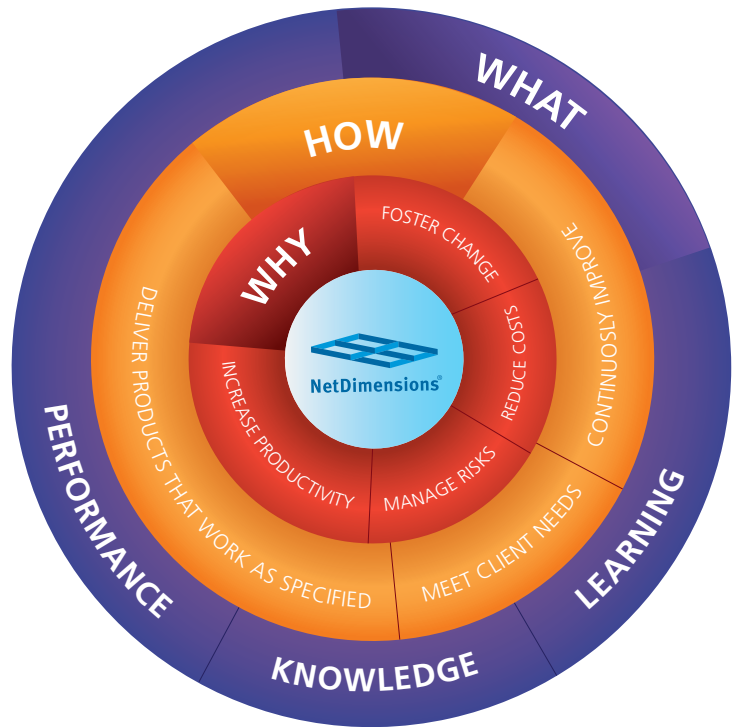 WHAT
PERFORMANCE
KNOWLEDGE
LEARNING
HOW
DELIVER PRODUCTS THAT WORK AS SPECIFIED
MEET CLIENT NEEDS
CONTINUOUSLY IMPROVE
WHY
FOSTER CHANGE
REDUCE COSTS
MANAGE RISKS
INCREASE PRODUCTIVITY
NetDimensions®